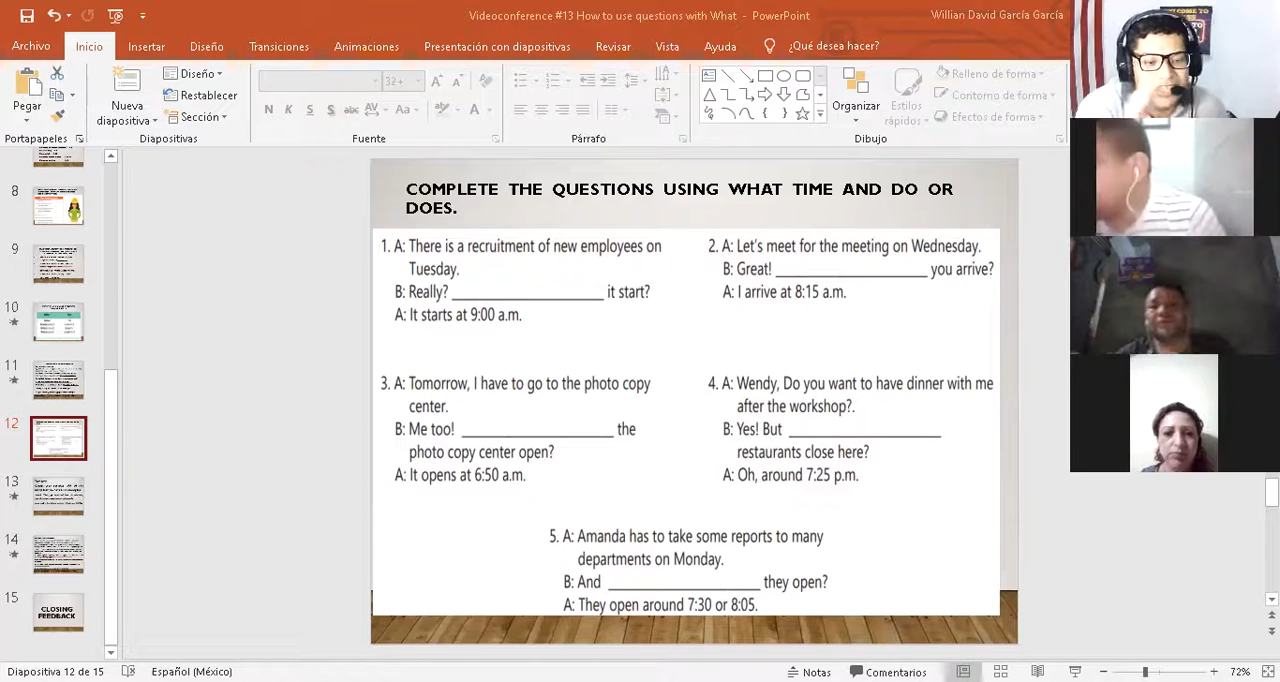 Videoconference #13 How to use questions with What - PowerPoint
Willian David García García
Archivo
Inicio
Insertar
Diseño
Transiciones
Animaciones
Presentación con diapositivas
Revisar
Vista
Ayuda
¿Qué desea hacer?
Pegar
Portapapeles
Nueva
diapositiva
Diseño
Restablecer
Sección
Diapositivas
32+
N K S S abc AV Aa A
Fuente
Párrafo
Organizar
Estilos
rápidos
Relleno de forma
Contorno de forma
Efectos de forma
Dibujo
8
9
10
11
12
13
14
15
CLOSING
FEEDBACK
COMPLETE THE QUESTIONS USING WHAT TIME AND DO OR
DOES.
1. A: There is a recruitment of new employees on
Tuesday.
B: Really? ____________________ it start?
A: It starts at 9:00 a.m.
2. A: Let's meet for the meeting on Wednesday.
B: Great! ____________________ you arrive?
A: I arrive at 8:15 a.m.
3. A: Tomorrow, I have to go to the photo copy
center.
B: Me too! ____________________ the
photo copy center open?
A: It opens at 6:50 a.m.
4. A: Wendy, Do you want to have dinner with me
after the workshop?.
B: Yes! But ____________________
restaurants close here?
A: Oh, around 7:25 p.m.
5. A: Amanda has to take some reports to many
departments on Monday.
B: And ____________________ they open?
A: They open around 7:30 or 8:05.
Diapositiva 12 de 15
Español (México)
Notas
Comentarios
72%